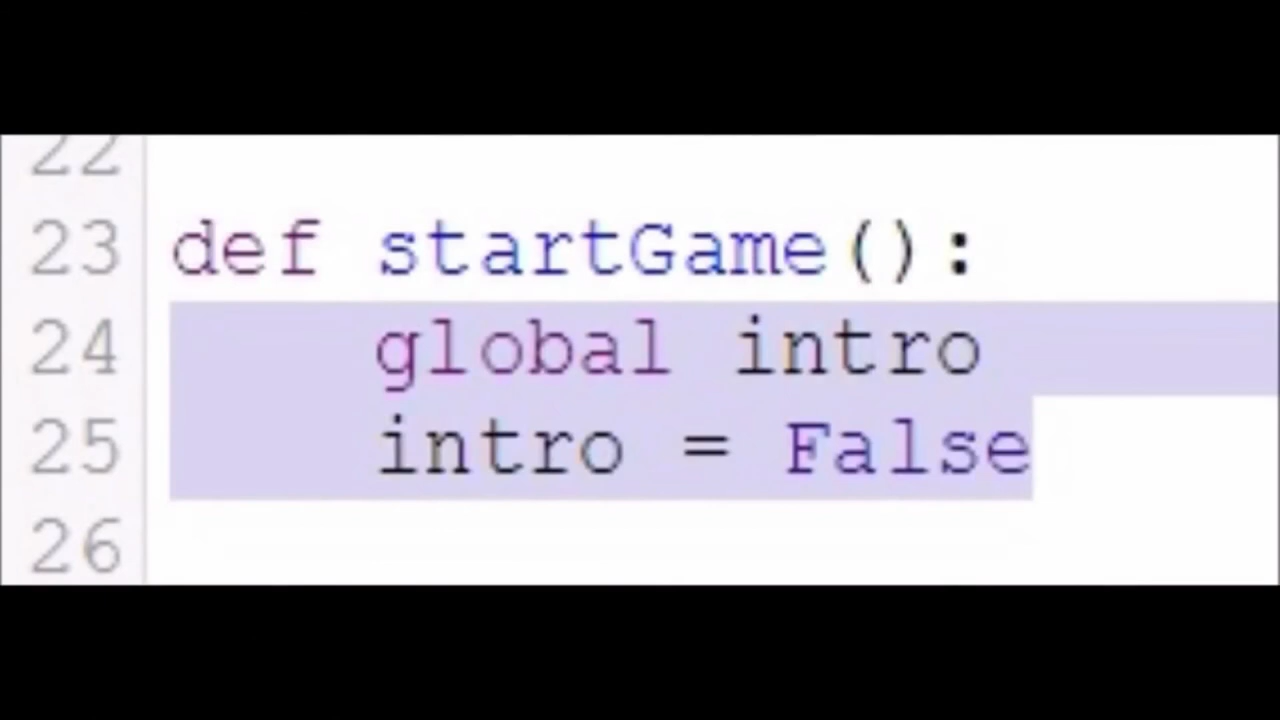 22
23 def startGame():
24     global intro
25     intro = False
26